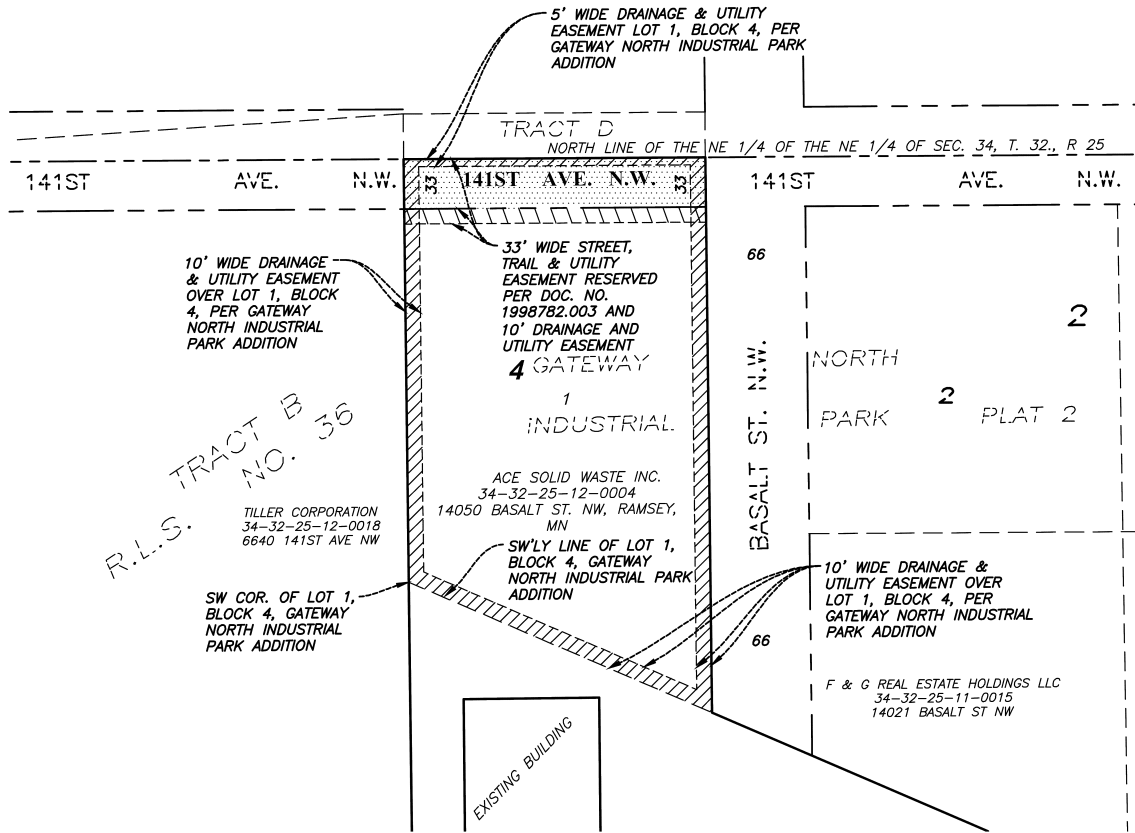 5' WIDE DRAINAGE & UTILITY
EASEMENT LOT 1, BLOCK 4, PER
GATEWAY NORTH INDUSTRIAL PARK
ADDITION
TRACT D
NORTH LINE OF THE NE 1/4 OF THE NE 1/4 OF SEC. 34, T. 32., R 25
141ST AVE. N.W.
33 141ST AVE. N.W. 33
141ST AVE. N.W.
10' WIDE DRAINAGE
& UTILITY EASEMENT
OVER LOT 1, BLOCK
4, PER GATEWAY
NORTH INDUSTRIAL
PARK ADDITION
33' WIDE STREET,
TRAIL & UTILITY
EASEMENT RESERVED
PER DOC. NO.
1998782.003 AND
10' DRAINAGE AND
UTILITY EASEMENT
66
2
4 GATEWAY
1
INDUSTRIAL
NORTH
PARK 2 PLAT 2
BASALT ST. N.W.
R.L.S. TRACT B
NO. 36
TILLER CORPORATION
34-32-25-12-0018
6640 141ST AVE NW
ACE SOLID WASTE INC.
34-32-25-12-0004
14050 BASALT ST. NW, RAMSEY,
MN
SW'LY LINE OF LOT 1,
BLOCK 4, GATEWAY
NORTH INDUSTRIAL PARK
ADDITION
SW COR. OF LOT 1,
BLOCK 4, GATEWAY
NORTH INDUSTRIAL
PARK ADDITION
10' WIDE DRAINAGE &
UTILITY EASEMENT OVER
LOT 1, BLOCK 4, PER
GATEWAY NORTH INDUSTRIAL
PARK ADDITION
66
F & G REAL ESTATE HOLDINGS LLC
34-32-25-11-0015
14021 BASALT ST NW
EXISTING BUILDING